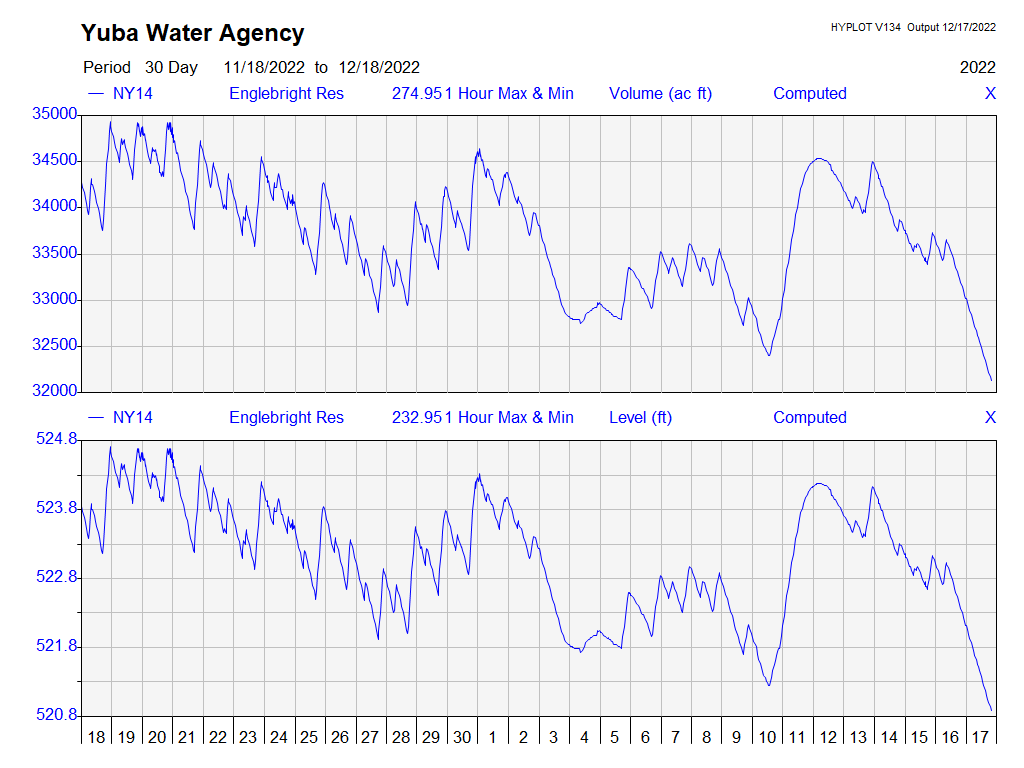 Yuba Water Agency
HYPLOT V134 Output 12/17/2022
Period 30 Day 11/18/2022 to 12/18/2022 2022
NY14 Englebright Res 274.951 Hour Max & Min Volume (ac ft) Computed X
35000
34500
34000
33500
33000
32500
32000
NY14 Englebright Res 232.951 Hour Max & Min Level (ft) Computed X
524.8
523.8
522.8
521.8
520.8
18 19 20 21 22 23 24 25 26 27 28 29 30 1 2 3 4 5 6 7 8 9 10 11 12 13 14 15 16 17